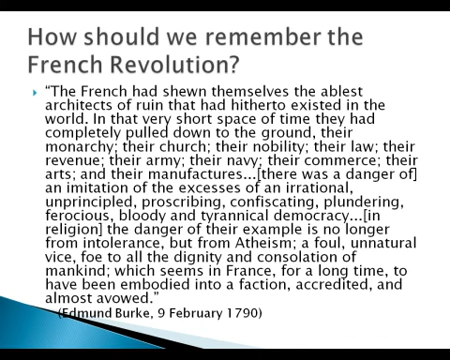 How should we remember the
French Revolution?
“The French had shewn themselves the ablest
architects of ruin that had hitherto existed in the
world. In that very short space of time they had
completely pulled down to the ground, their
monarchy; their church; their nobility; their law; their
revenue; their army; their navy; their commerce; their
arts; and their manufactures...[there was a danger of]
an imitation of the excesses of an irrational,
unprincipled, proscribing, confiscating, plundering,
ferocious, bloody and tyrannical democracy...[in
religion] the danger of their example is no longer
from intolerance, but from Atheism; a foul, unnatural
vice, foe to all the dignity and consolation of
mankind; which seems in France, for a long time, to
have been embodied into a faction, accredited, and
almost avowed.”
(Edmund Burke, 9 February 1790)